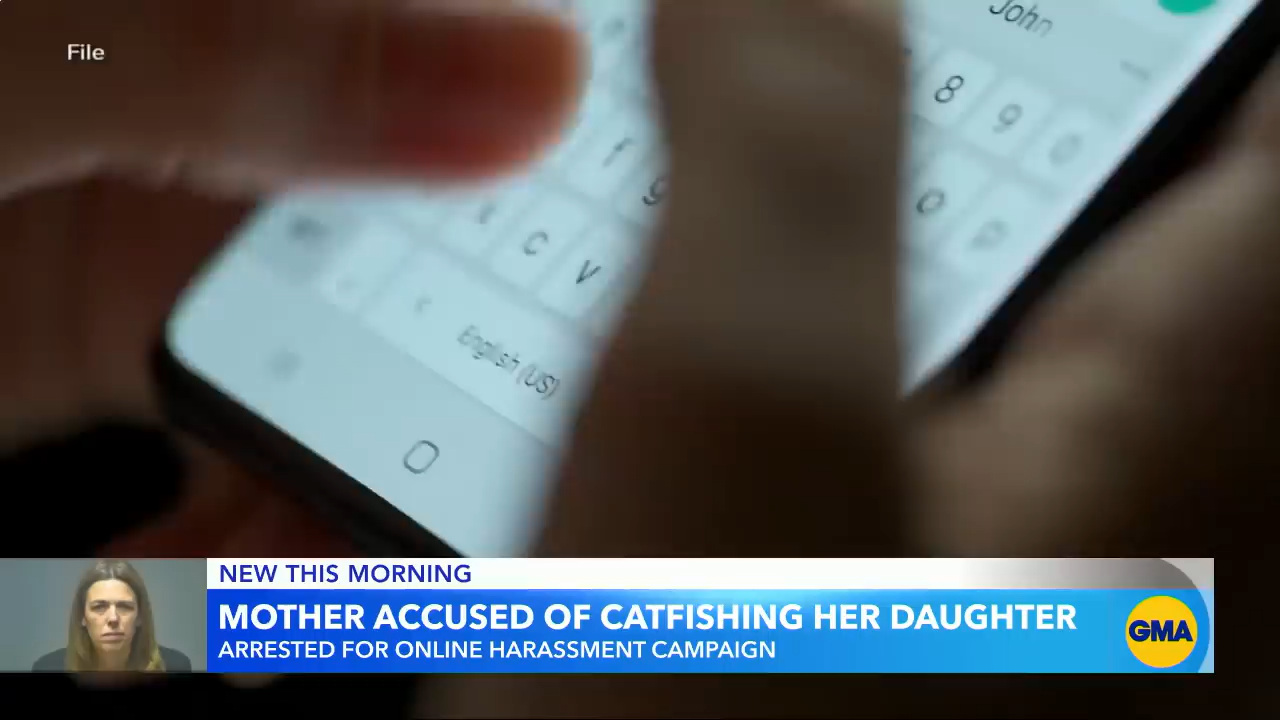 File
John
8 9 0
f g
o p
c v
English (US)
NEW THIS MORNING
MOTHER ACCUSED OF CATFISHING HER DAUGHTER
ARRESTED FOR ONLINE HARASSMENT CAMPAIGN
GMA